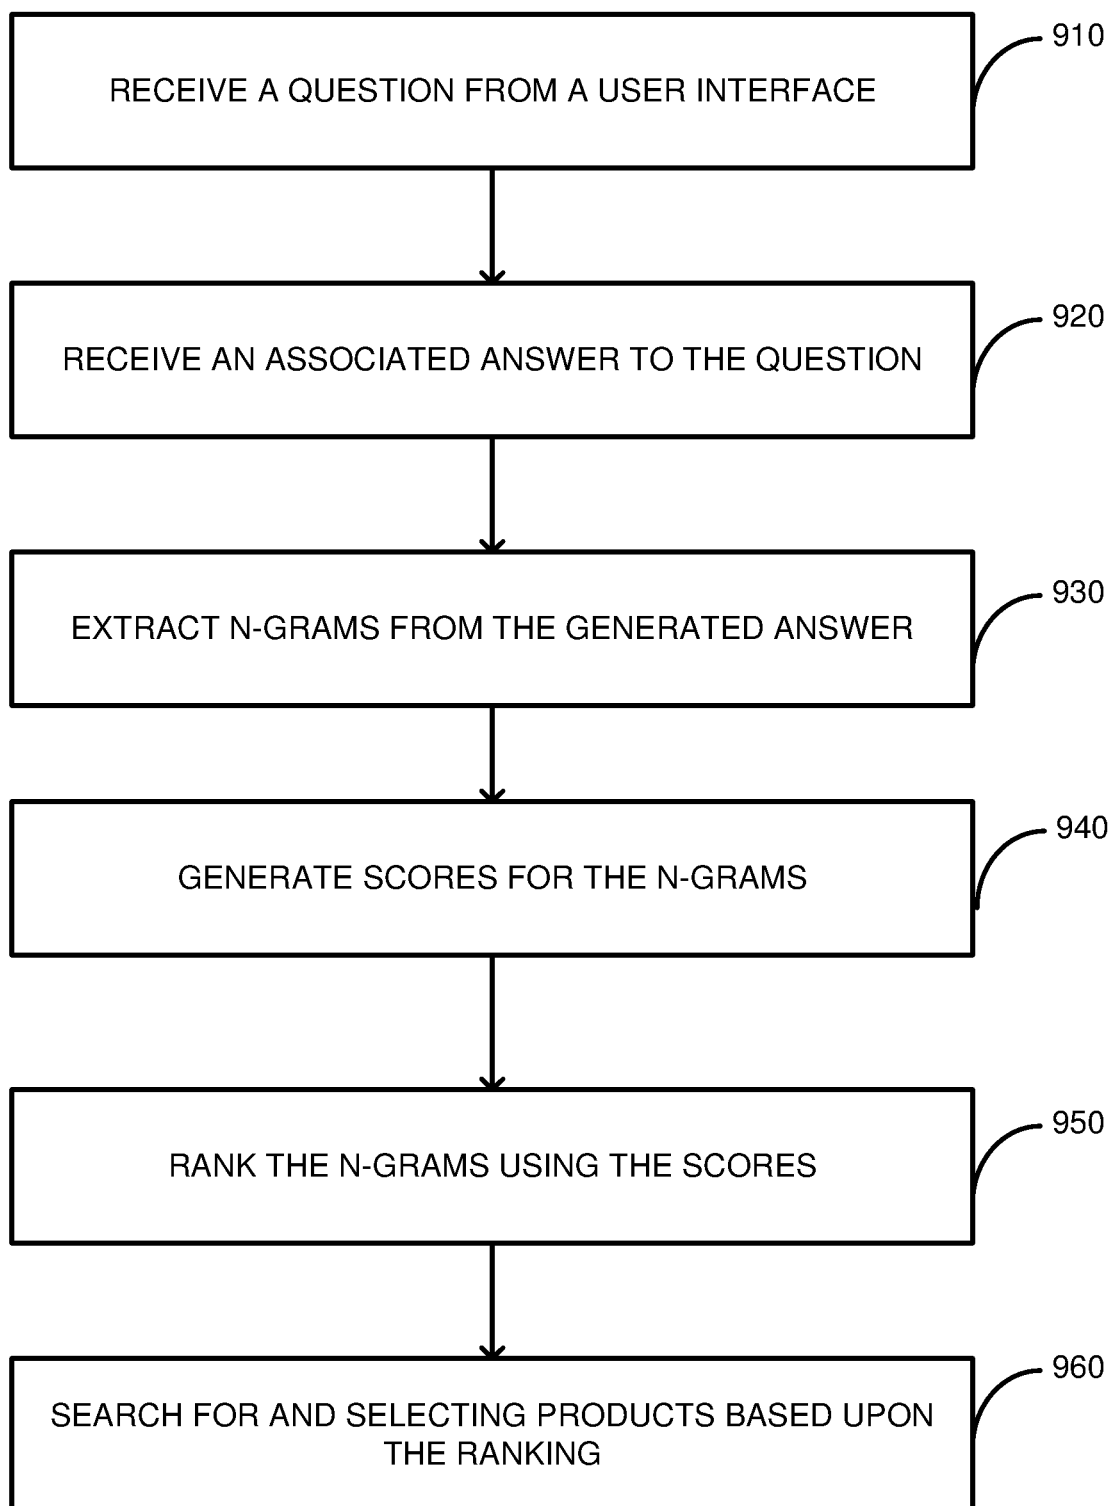 910
RECEIVE A QUESTION FROM A USER INTERFACE
920
RECEIVE AN ASSOCIATED ANSWER TO THE QUESTION
930
EXTRACT N-GRAMS FROM THE GENERATED ANSWER
940
GENERATE SCORES FOR THE N-GRAMS
950
RANK THE N-GRAMS USING THE SCORES
960
SEARCH FOR AND SELECTING PRODUCTS BASED UPON
THE RANKING